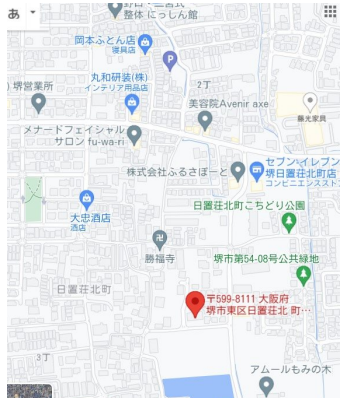 あ
整体 にっしん館
岡本ふとん店
寝具店
丸和研装(株)
インテリア用品店
2丁
堺営業所
美容院Avenir axe
藤光家具
メナードフェイシャル
サロン fu-wa-ri
株式会社ふるさぽーと
セブン-イレブン
堺日置荘北町店
コンビニエンススト
日置荘北町こちどり公園
大忠酒店
酒店
勝福寺
堺市第54-08号公共緑地
日置荘北町
〒599-8111 大阪府
堺市東区日置荘北 町…
3丁
アムールもみの木